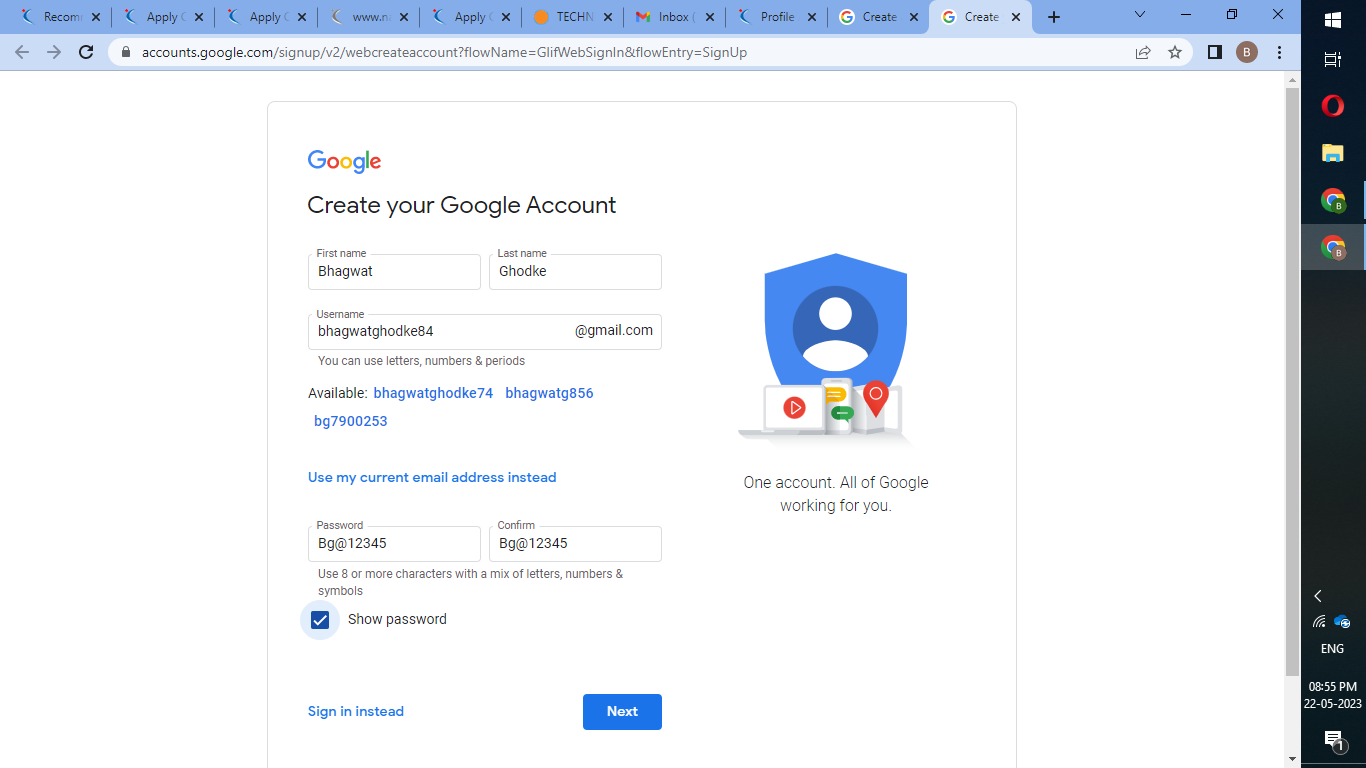 Recom Apply C Apply C www.n Apply C TECHN Inbox ( Profile Create Create
accounts.google.com/signup/v2/webcreateaccount?flowName=GlifWebSignIn&flowEntry=SignUp
B
Google
Create your Google Account
First name Last name
Bhagwat Ghodke
Username
bhagwatghodke84 @gmail.com
You can use letters, numbers & periods
Available: bhagwatghodke74 bhagwatg856
bg7900253
Use my current email address instead
Password Confirm
Bg@12345 Bg@12345
Use 8 or more characters with a mix of letters, numbers &
symbols
Show password
Sign in instead Next
One account. All of Google
working for you.
B
B
ENG
08:55 PM
22-05-2023
1